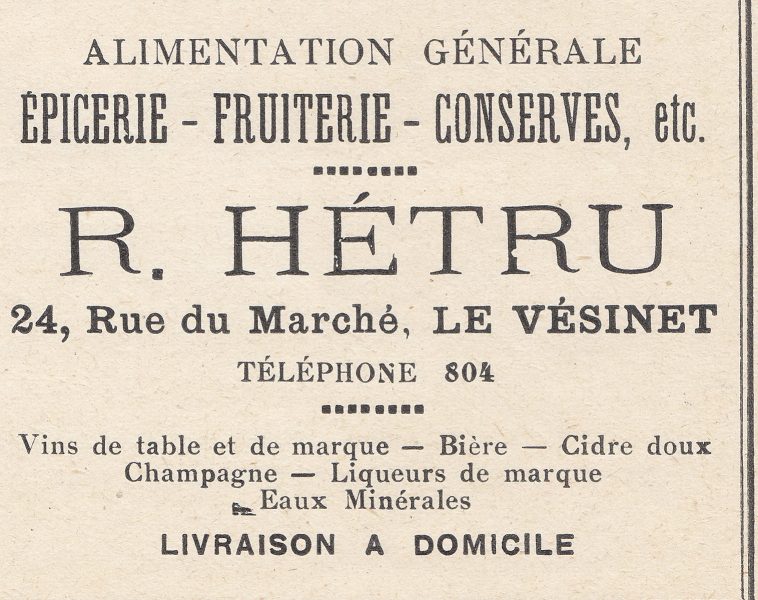 ALIMENTATION GÉNÉRALE
ÉPICERIE - FRUITERIE - CONSERVES, etc.
R. HÉTRU
24, Rue du Marché, LE VÉSINET
TÉLÉPHONE 804
Vins de table et de marque — Bière — Cidre doux
Champagne — Liqueurs de marque
Eaux Minérales
LIVRAISON A DOMICILE